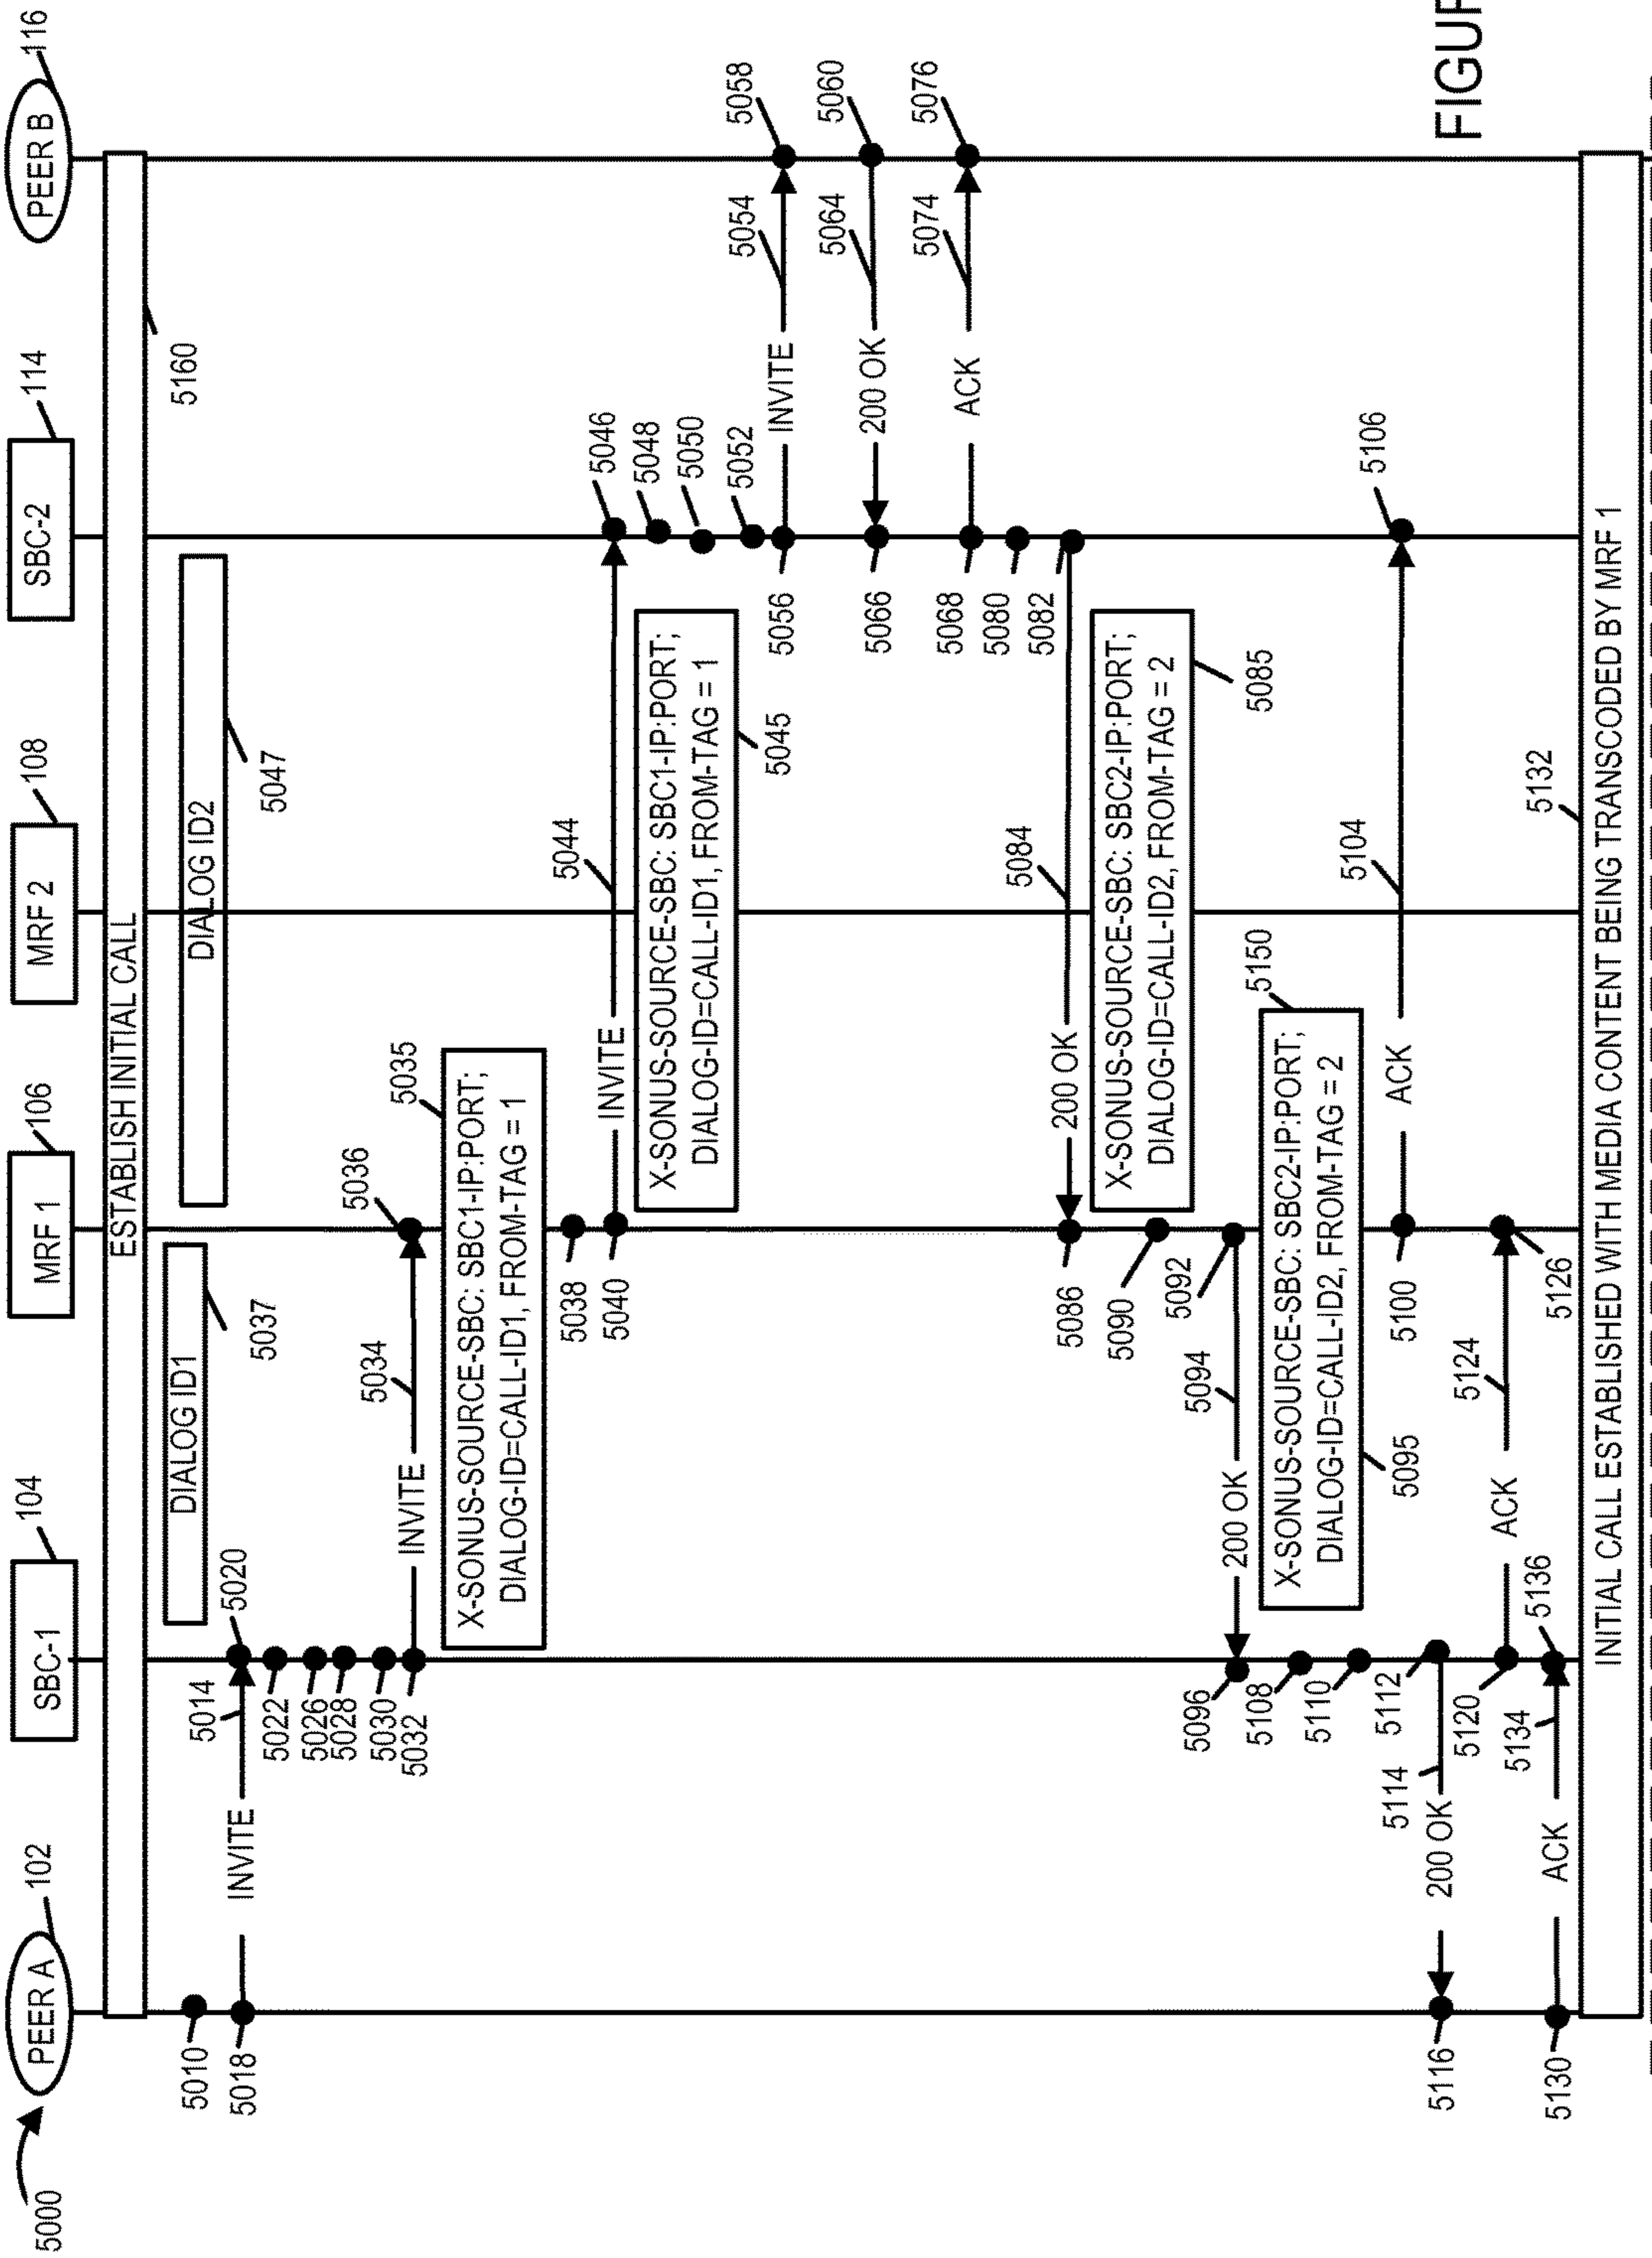 5000
PEER A
102
SBC-1
104
MRF 1
106
MRF 2
108
SBC-2
114
PEER B
116
ESTABLISH INITIAL CALL
5160
DIALOG ID1
5037
DIALOG ID2
5047
5010
5018
INVITE
5014
5020
5022
5026
5028
5030
5032
INVITE
5034
5036
X-SONUS-SOURCE-SBC: SBC1-IP:PORT;
DIALOG-ID=CALL-ID1, FROM-TAG = 1
5035
5038
5040
INVITE
5044
5046
X-SONUS-SOURCE-SBC: SBC1-IP:PORT;
DIALOG-ID=CALL-ID1, FROM-TAG = 1
5045
5048
5050
5052
5056
INVITE
5054
5058
5066
200 OK
5064
5060
5068
ACK
5074
5076
5080
5082
5086
200 OK
5084
X-SONUS-SOURCE-SBC: SBC2-IP:PORT;
DIALOG-ID=CALL-ID2, FROM-TAG = 2
5085
5090
5092
5096
200 OK
5094
X-SONUS-SOURCE-SBC: SBC2-IP:PORT;
DIALOG-ID=CALL-ID2, FROM-TAG = 2
5150
5095
5100
ACK
5104
5106
5108
5110
5112
5116
200 OK
5114
5120
ACK
5124
5126
5130
ACK
5134
5136
INITIAL CALL ESTABLISHED WITH MEDIA CONTENT BEING TRANSCODED BY MRF 1
5132